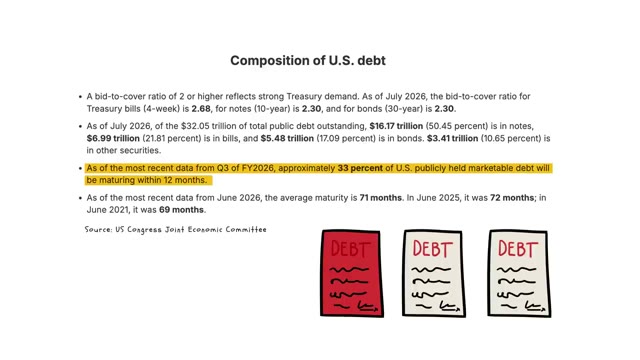 Composition of U.S. debt
• A bid-to-cover ratio of 2 or higher reflects strong Treasury demand. As of July 2026, the bid-to-cover ratio for
Treasury bills (4-week) is 2.68, for notes (10-year) is 2.30, and for bonds (30-year) is 2.30.
• As of July 2026, of the $32.05 trillion of total public debt outstanding, $16.17 trillion (50.45 percent) is in notes,
$6.99 trillion (21.81 percent) is in bills, and $5.48 trillion (17.09 percent) is in bonds. $3.41 trillion (10.65 percent) is
in other securities.
• As of the most recent data from Q3 of FY2026, approximately 33 percent of U.S. publicly held marketable debt will
be maturing within 12 months.
• As of the most recent data from June 2026, the average maturity is 71 months. In June 2025, it was 72 months; in
June 2021, it was 69 months.
Source: US Congress Joint Economic Committee
DEBT DEBT DEBT